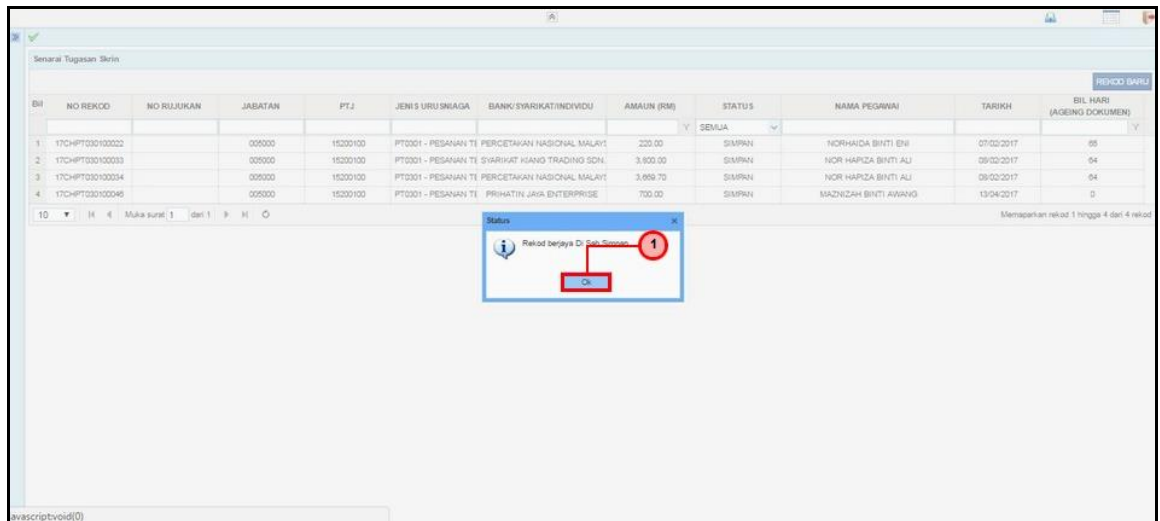 Senarai Tugasan Skrin
REKOD BARU
Bil NO REKOD NO RUJUKAN JABATAN PTJ JENIS URUSNIAGA BANK/SYARIKAT/INDIVIDU AMAUN (RM) STATUS NAMA PEGAWAI TARIKH BIL HARI (AGEING DOKUMEN)
SEMUA
1 17CHPT030100022 005000 15200100 PT0301 - PESANAN TE PERCETAKAN NASIONAL MALAYS 220.00 SIMPAN NORHAIDA BINTI ENI 07/02/2017 65
2 17CHPT030100033 005000 15200100 PT0301 - PESANAN TE SYARIKAT KIANG TRADING SDN. 3,600.00 SIMPAN NOR HAPIZA BINTI ALI 08/02/2017 64
3 17CHPT030100034 005000 15200100 PT0301 - PESANAN TE PERCETAKAN NASIONAL MALAYS 3,669.70 SIMPAN NOR HAPIZA BINTI ALI 08/02/2017 64
4 17CHPT030100046 005000 15200100 PT0301 - PESANAN TE PRIHATIN JAYA ENTERPRISE 700.00 SIMPAN MAZNIZAH BINTI AWANG 13/04/2017 0
10 Muka surat 1 dari 1 Memaparkan rekod 1 hingga 4 dari 4 rekod
Status
Rekod berjaya Di Sah Simpan
1
Ok
avascript:void(0)